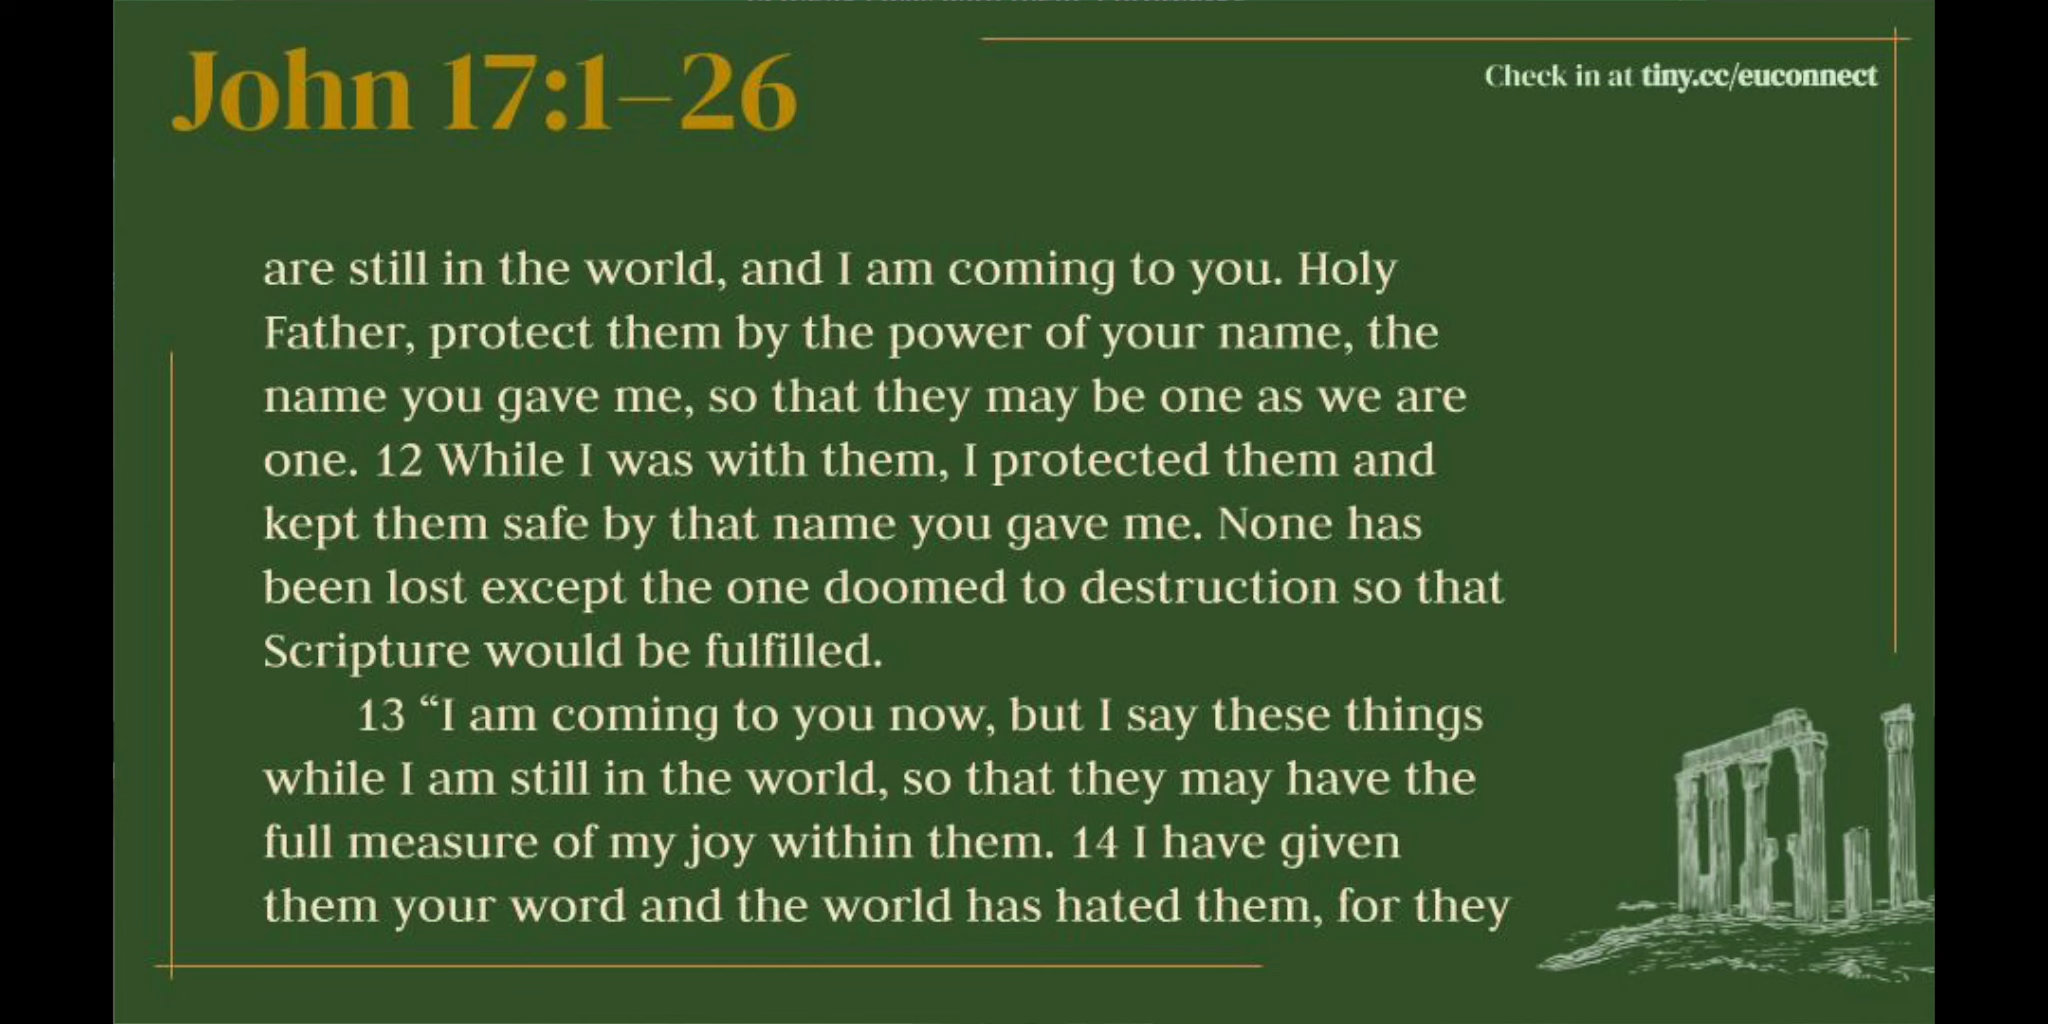 John 17:1–26
Check in at tiny.cc/euconnect
are still in the world, and I am coming to you. Holy
Father, protect them by the power of your name, the
name you gave me, so that they may be one as we are
one. 12 While I was with them, I protected them and
kept them safe by that name you gave me. None has
been lost except the one doomed to destruction so that
Scripture would be fulfilled.
13 “I am coming to you now, but I say these things
while I am still in the world, so that they may have the
full measure of my joy within them. 14 I have given
them your word and the world has hated them, for they